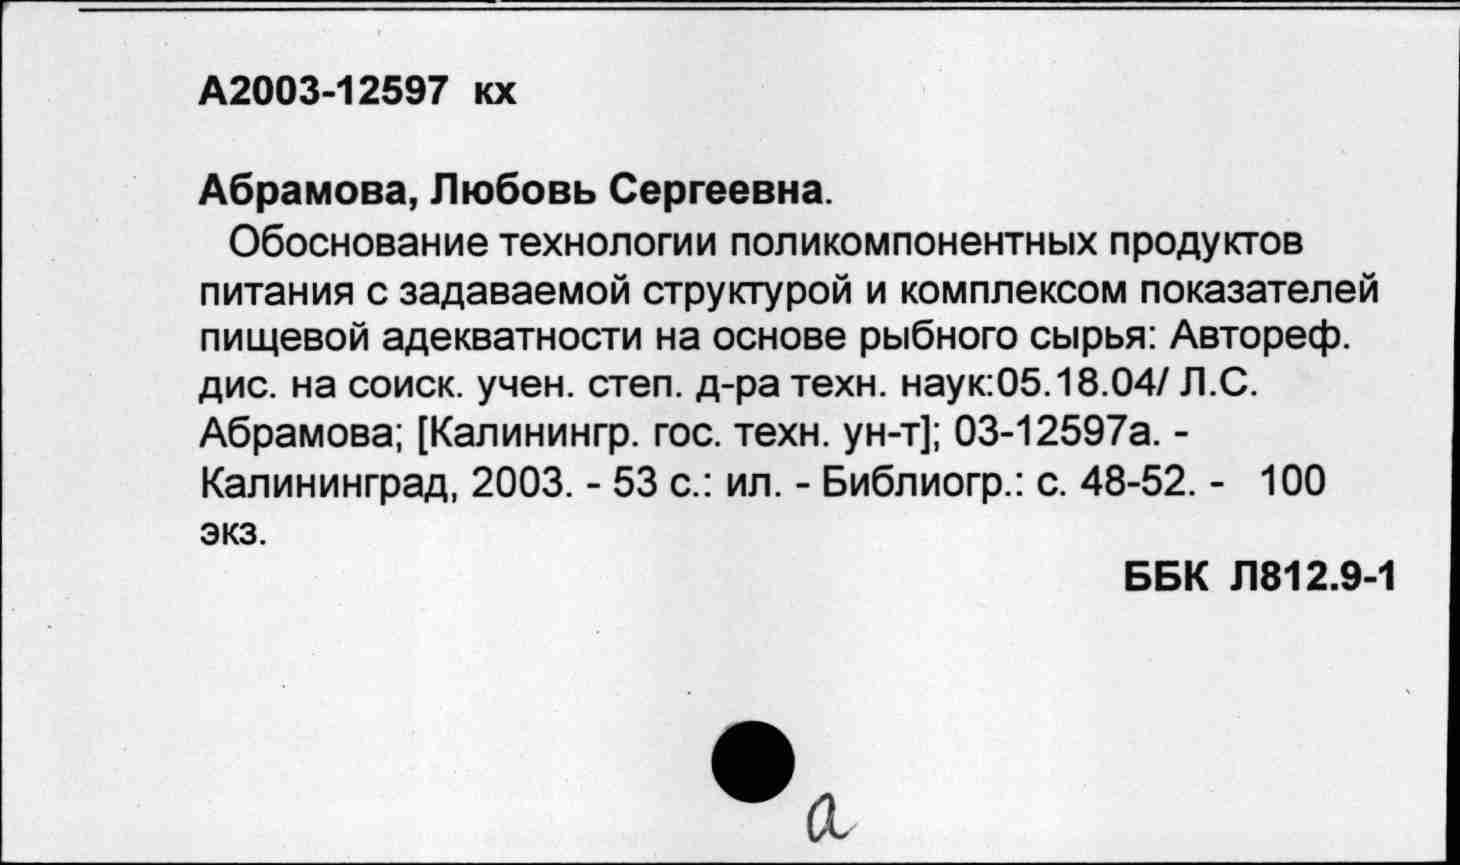 А2003-12597 кх
Абрамова, Любовь Сергеевна.
Обоснование технологии поликомпонентных продуктов
питания с задаваемой структурой и комплексом показателей
пищевой адекватности на основе рыбного сырья: Автореф.
дис. на соиск. учен. степ. д-ра техн. наук:05.18.04/ Л.С.
Абрамова; [Калинингр. гос. техн. ун-т]; 03-12597а. -
Калининград, 2003. - 53 с.: ил. - Библиогр.: с. 48-52. - 100
экз.
ББК Л812.9-1
а